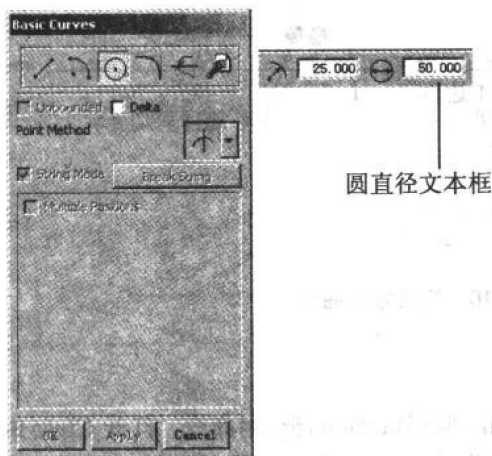 Basic Curves
Unbounded Delta
Point Method
String Mode Break String
Multiple Positions
OK Apply Cancel
25.000 50.000
圆直径文本框